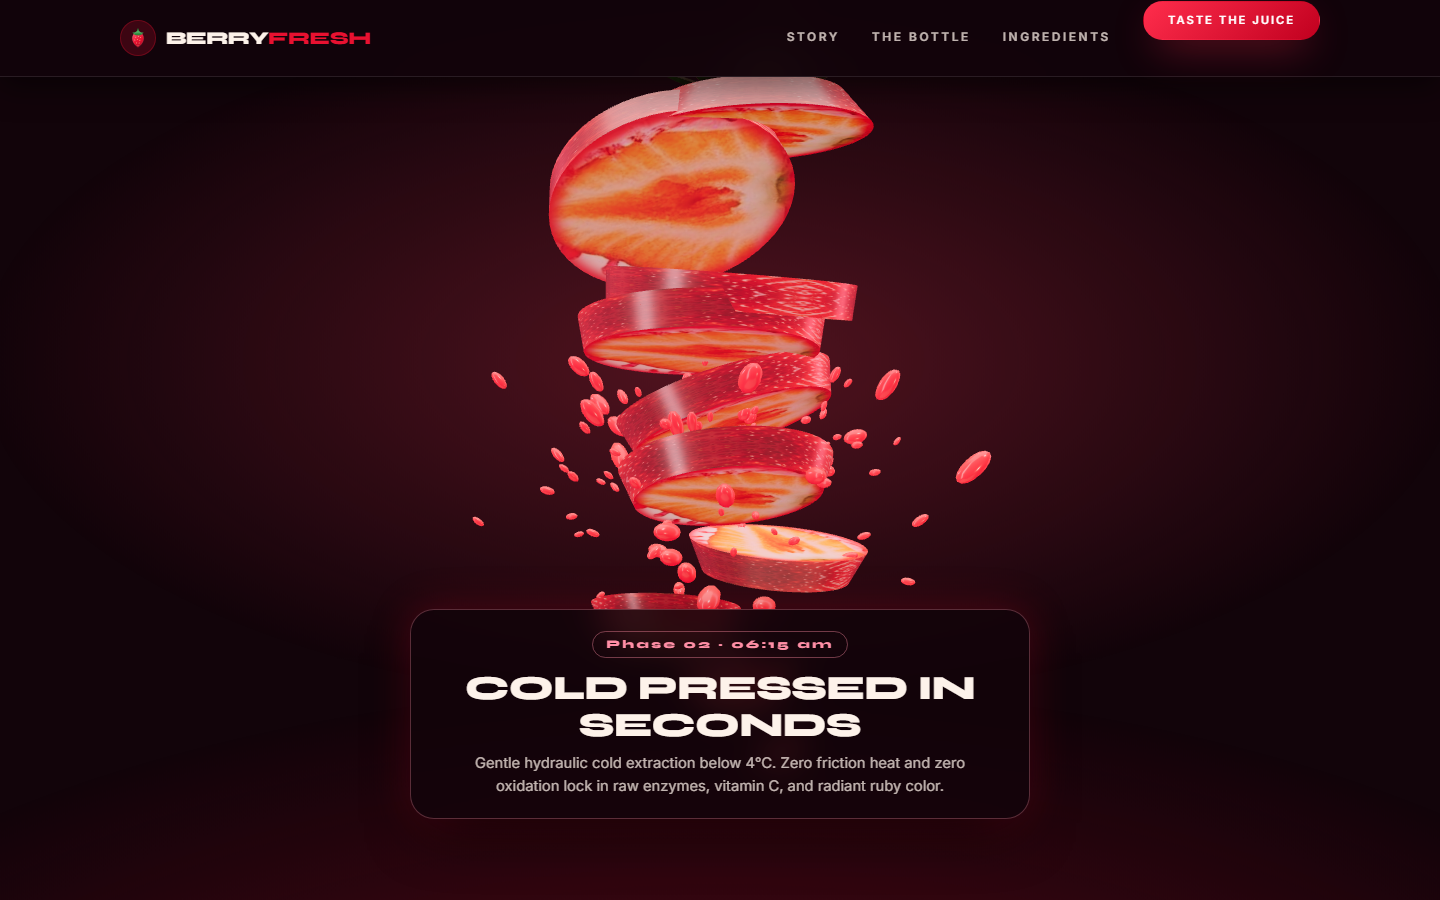 BERRYFRESH
STORY
THE BOTTLE
INGREDIENTS
TASTE THE JUICE
Phase 02 · 06:15 am
COLD PRESSED IN
SECONDS
Gentle hydraulic cold extraction below 4°C. Zero friction heat and zero
oxidation lock in raw enzymes, vitamin C, and radiant ruby color.